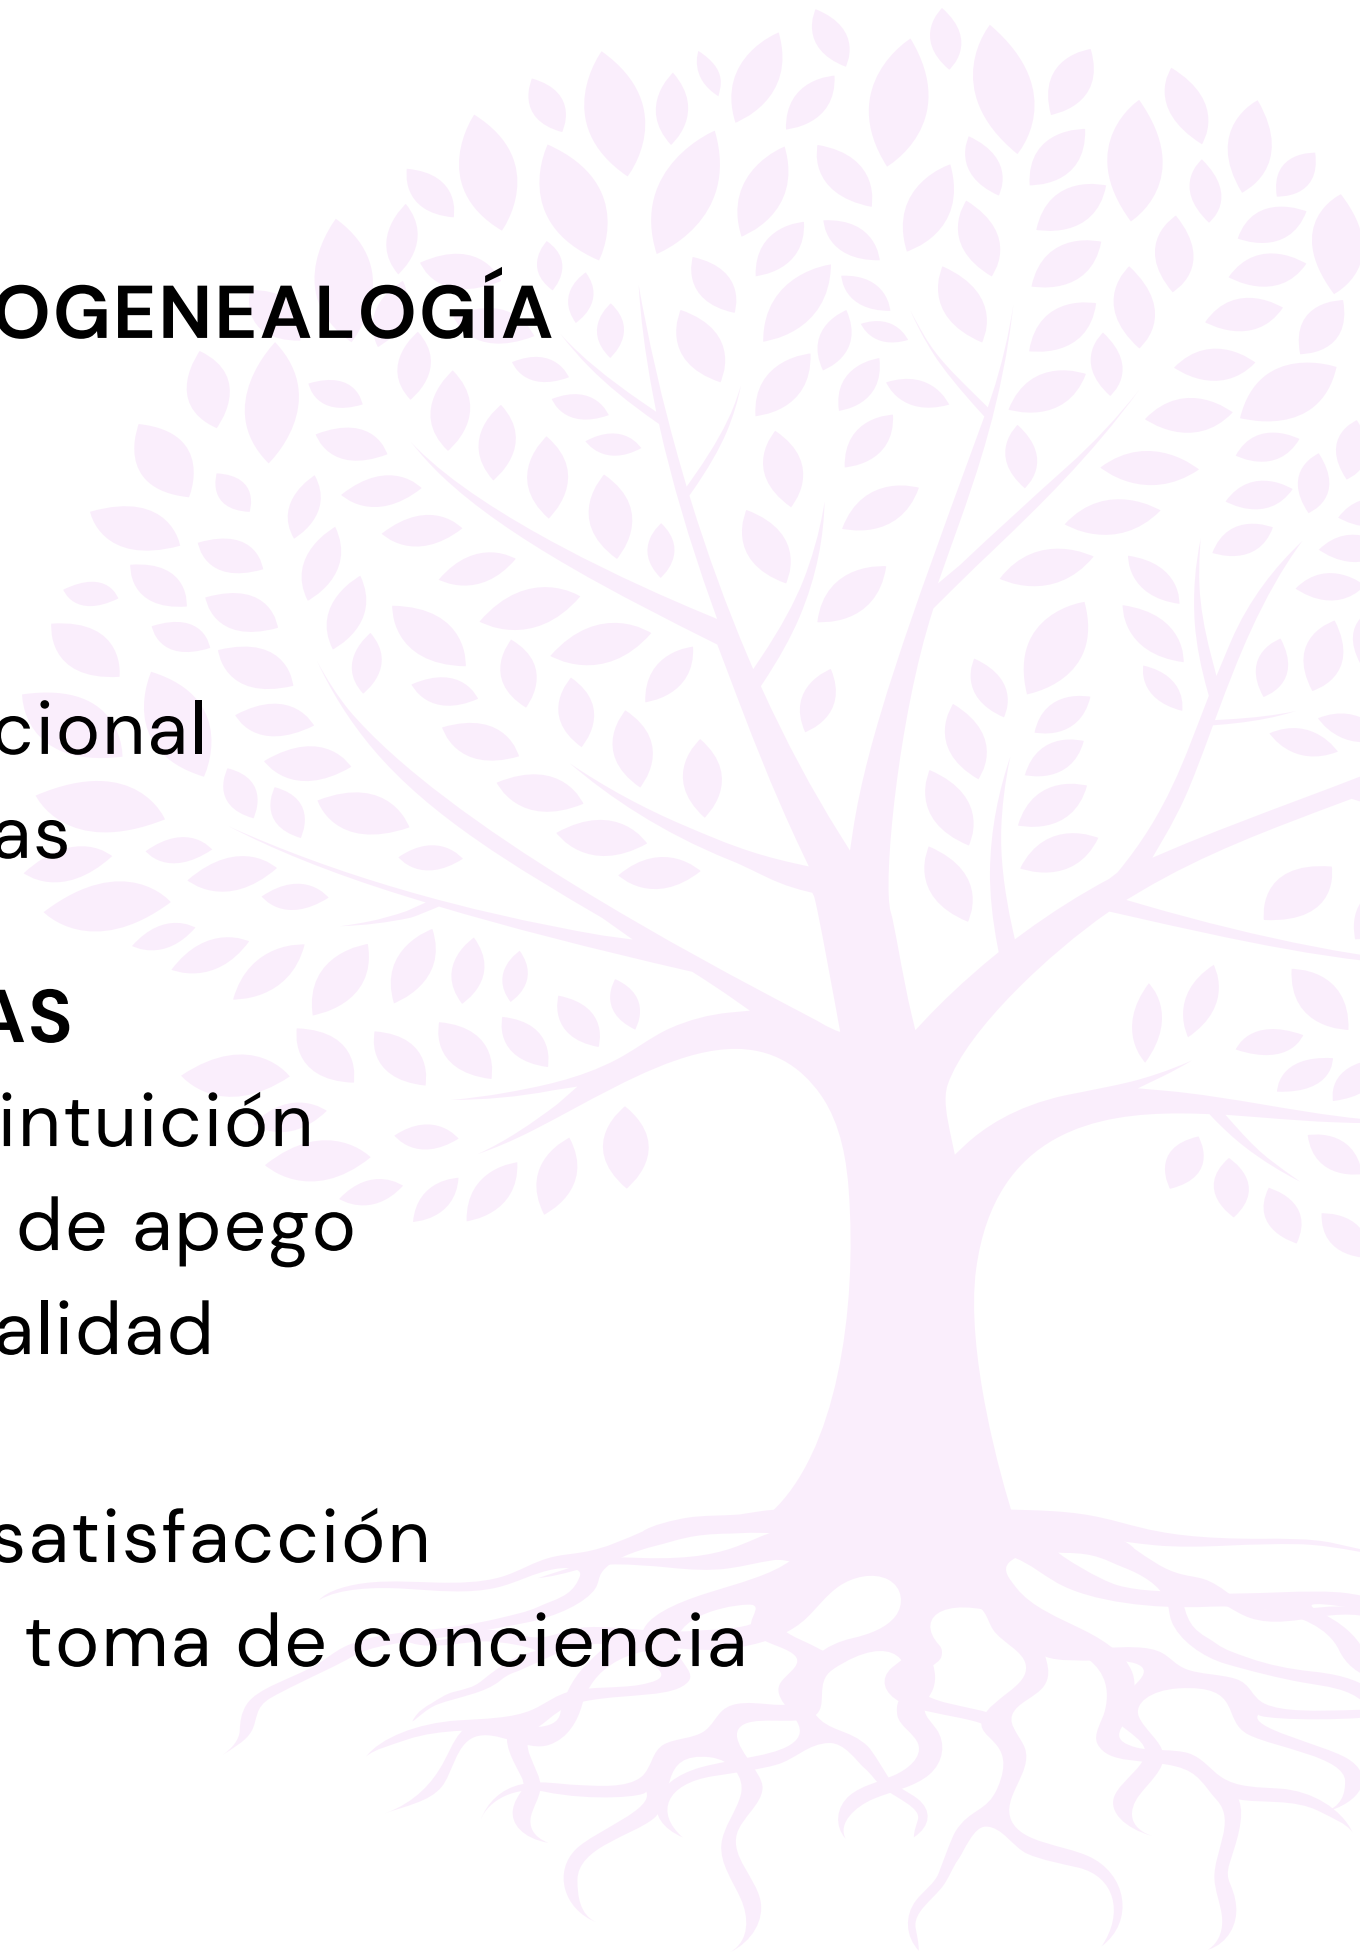 OGENEALOGÍA
cional
as
AS
intuición
de apego
alidad
satisfacción
toma de conciencia